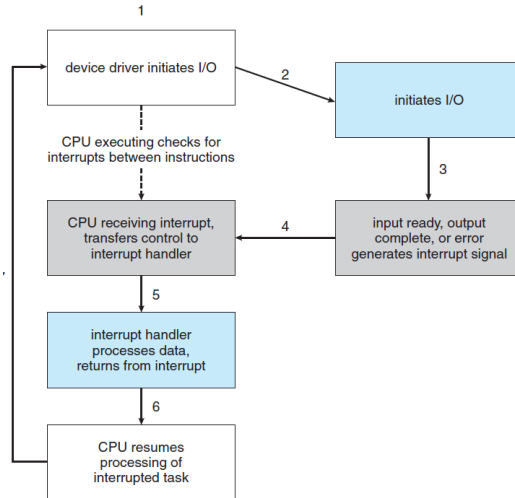 1
device driver initiates I/O
2
initiates I/O
CPU executing checks for
interrupts between instructions
3
CPU receiving interrupt,
transfers control to
interrupt handler
4
input ready, output
complete, or error
generates interrupt signal
5
interrupt handler
processes data,
returns from interrupt
6
CPU resumes
processing of
interrupted task